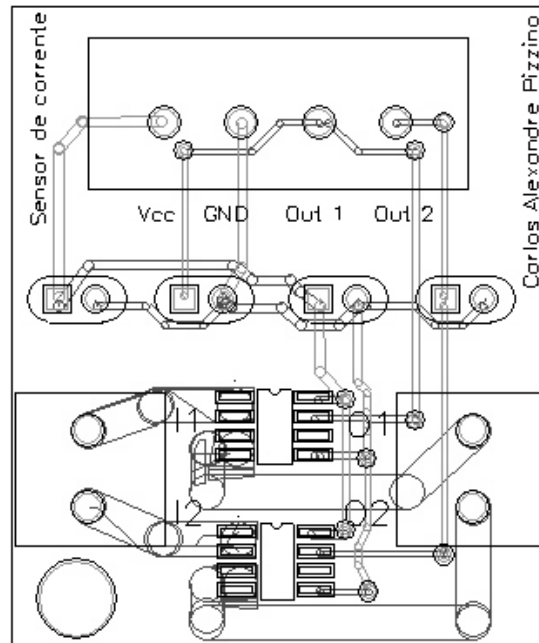 Sensor de corrente
Carlos Alexandre Pizzino
Vcc GND Out 1 Out 2
I1 O1
I2 O2